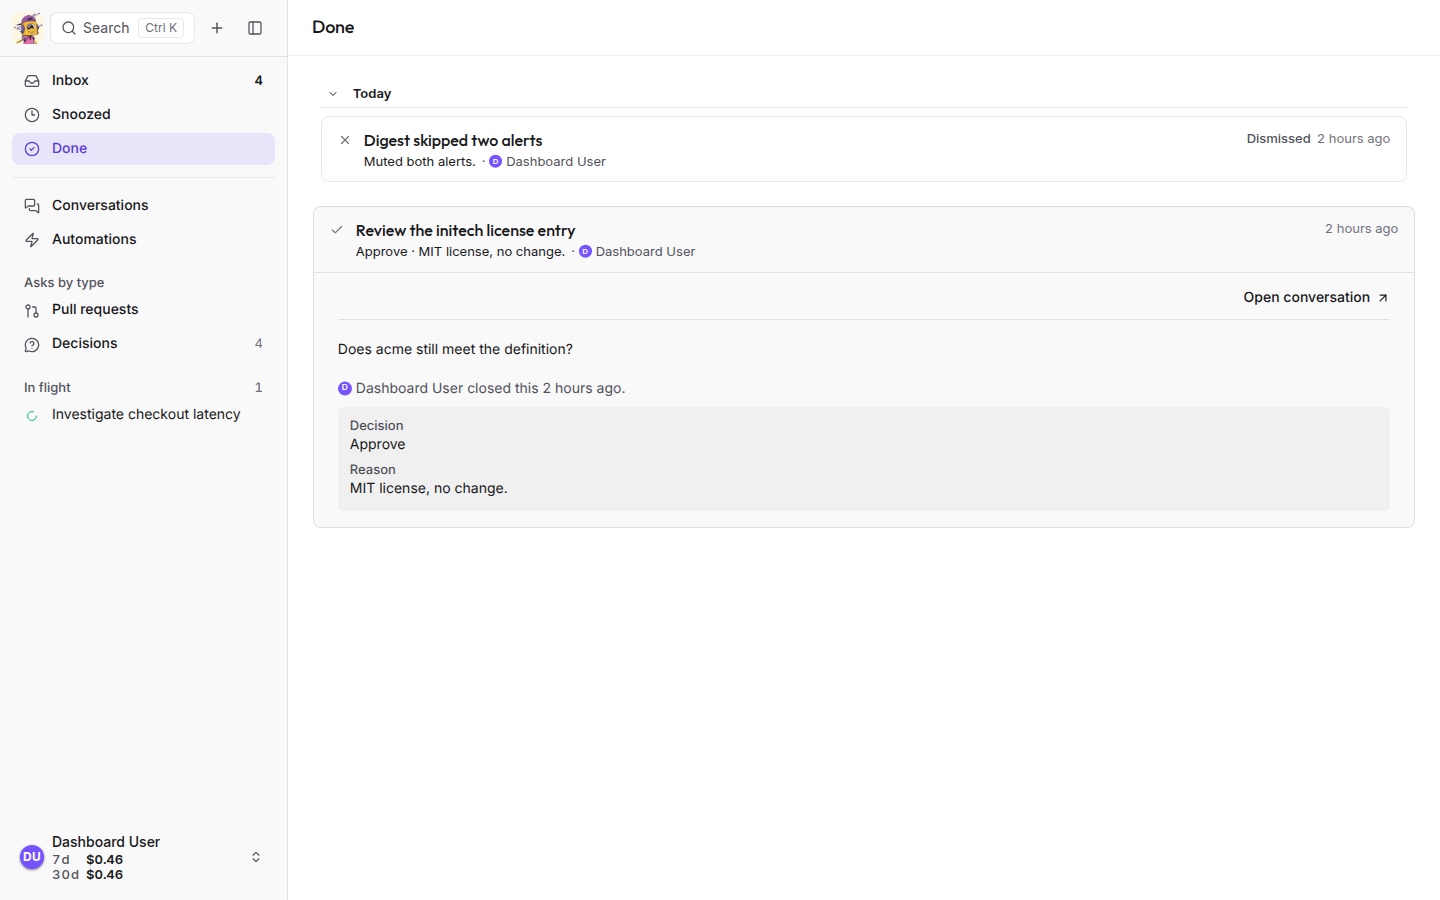 Search Ctrl K
Inbox 4
Snoozed
Done
Conversations
Automations
Asks by type
Pull requests
Decisions 4
In flight 1
Investigate checkout latency
DU Dashboard User
7d $0.46
30d $0.46
Done
Today
Digest skipped two alerts Dismissed 2 hours ago
Muted both alerts. · D Dashboard User
Review the initech license entry 2 hours ago
Approve · MIT license, no change. · D Dashboard User
Open conversation
Does acme still meet the definition?
D Dashboard User closed this 2 hours ago.
Decision
Approve
Reason
MIT license, no change.